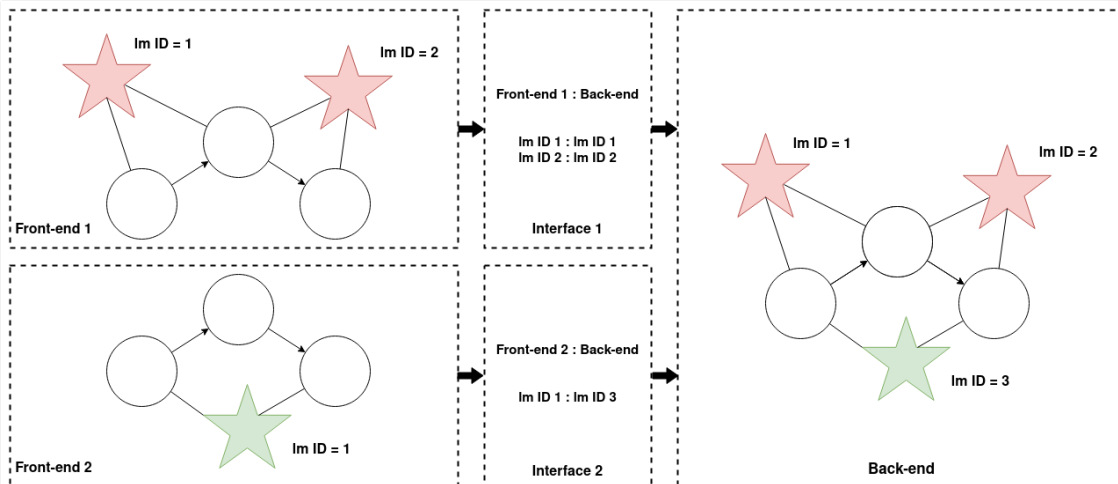 lm ID = 1
lm ID = 2
Front-end 1
Front-end 1 : Back-end
lm ID 1 : lm ID 1
lm ID 2 : lm ID 2
Interface 1
lm ID = 1
Front-end 2
Front-end 2 : Back-end
lm ID 1 : lm ID 3
Interface 2
lm ID = 1
lm ID = 2
lm ID = 3
Back-end